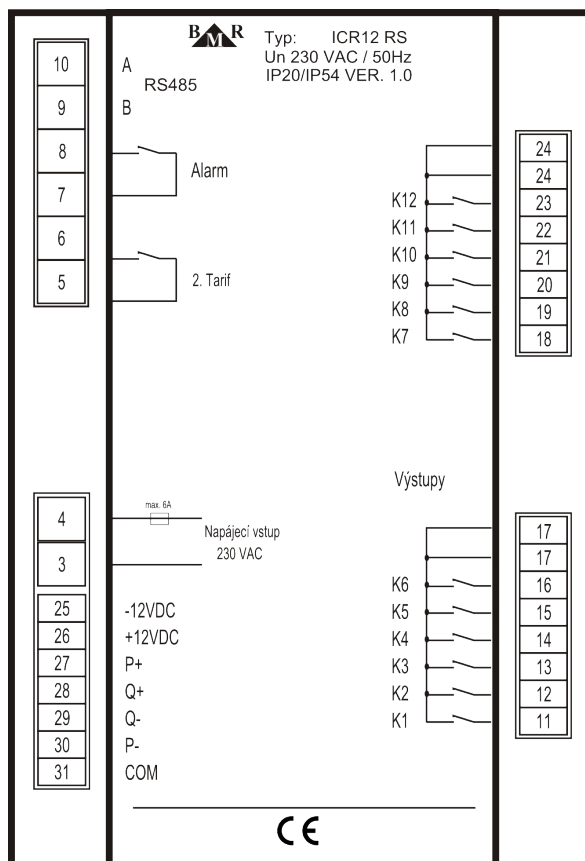 BMR
Typ: ICR12 RS
Un 230 VAC / 50Hz
IP20/IP54 VER. 1.0
10 A
RS485
9 B
8
Alarm
7
6
2. Tarif
5
24
24
K12 23
K11 22
K10 21
K9 20
K8 19
K7 18
Výstupy
4
max. 6A
Napájecí vstup
3
230 VAC
25 -12VDC
26 +12VDC
27 P+
28 Q+
29 Q-
30 P-
31 COM
17
17
K6 16
K5 15
K4 14
K3 13
K2 12
K1 11
CE